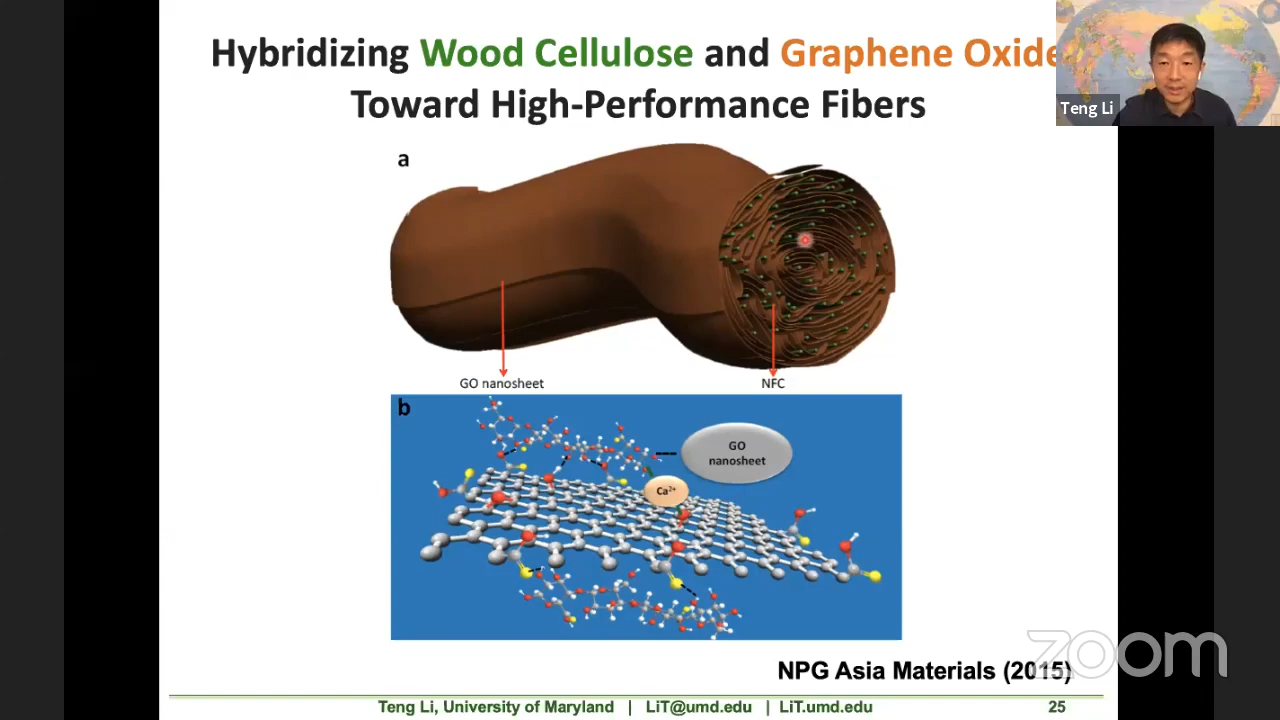 Hybridizing Wood Cellulose and Graphene Oxide
Toward High-Performance Fibers
Teng Li
a
GO nanosheet
NFC
b
GO
nanosheet
Ca²⁺
zoom
NPG Asia Materials (2015)
Teng Li, University of Maryland | LiT@umd.edu | LiT.umd.edu
25